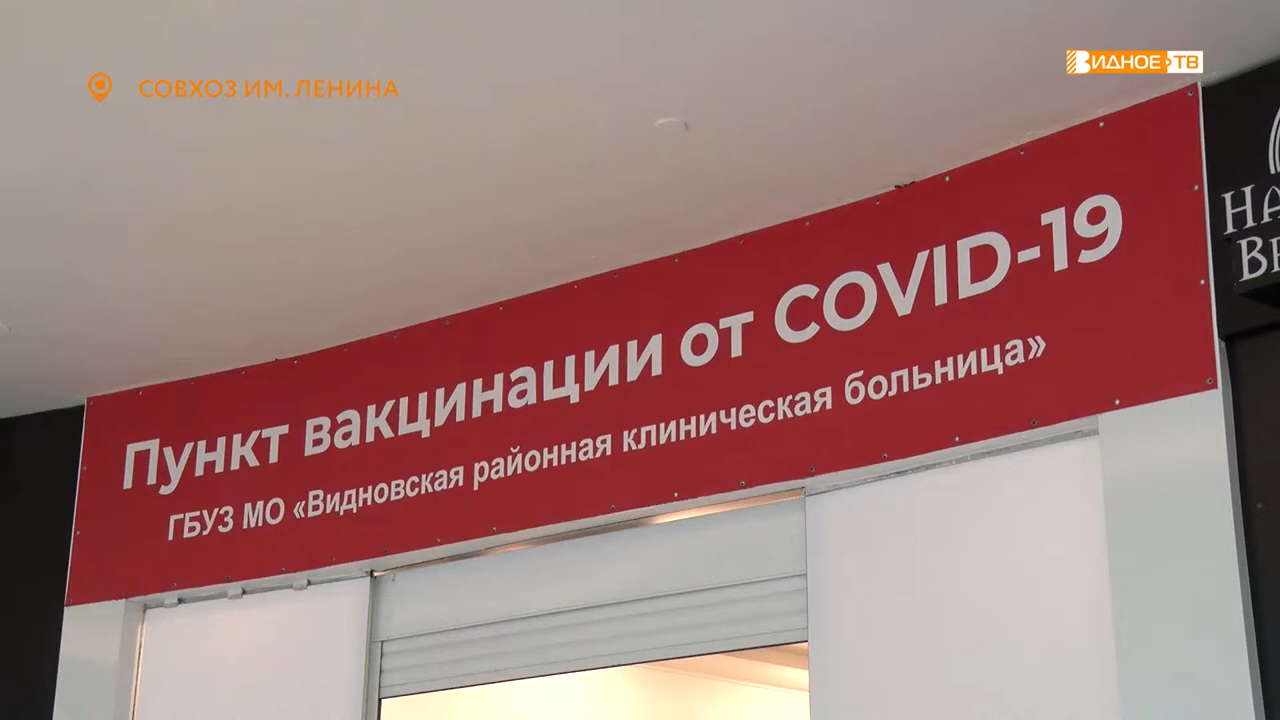 СОВХОЗ ИМ. ЛЕНИНА
ВИДНОЕ ТВ
Пункт вакцинации от COVID-19
ГБУЗ МО «Видновская районная клиническая больница»